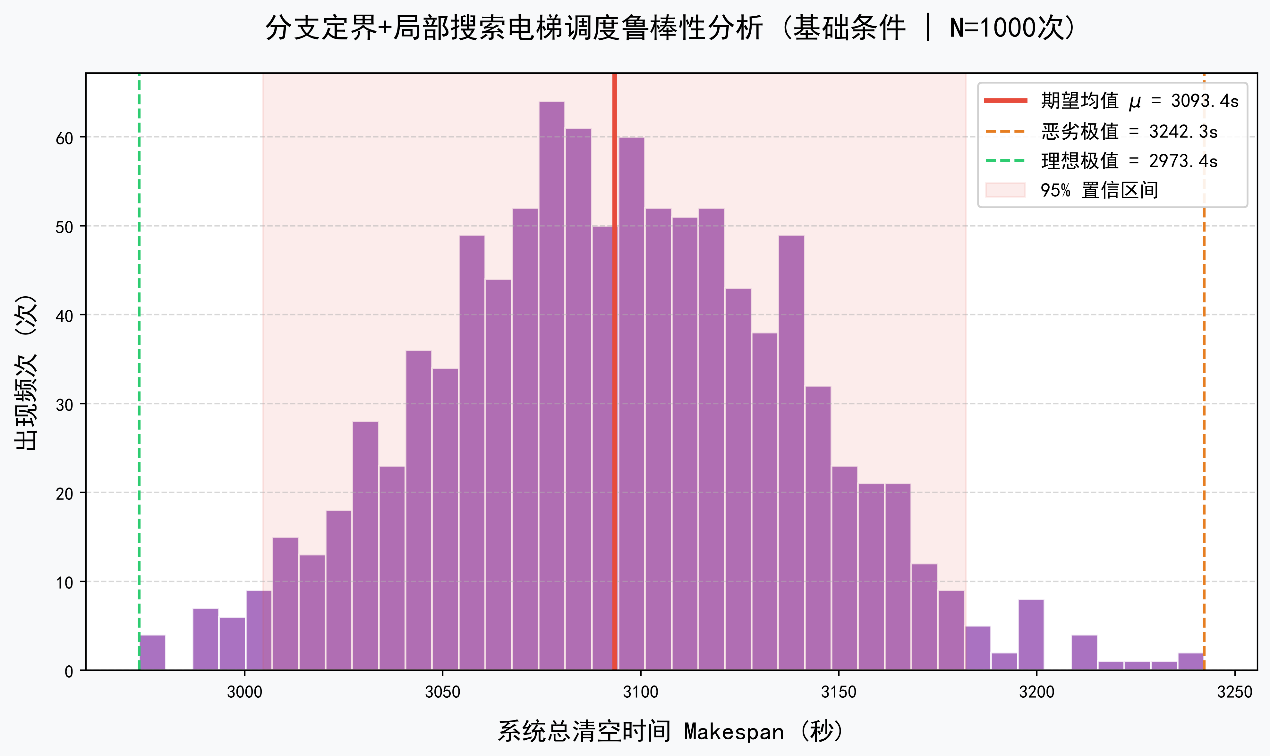 分支定界+局部搜索电梯调度鲁棒性分析 (基础条件 | N=1000次)
期望均值 μ = 3093.4s
恶劣极值 = 3242.3s
理想极值 = 2973.4s
95% 置信区间
出现频次 (次)
60
50
40
30
20
10
0
3000 3050 3100 3150 3200 3250
系统总清空时间 Makespan (秒)